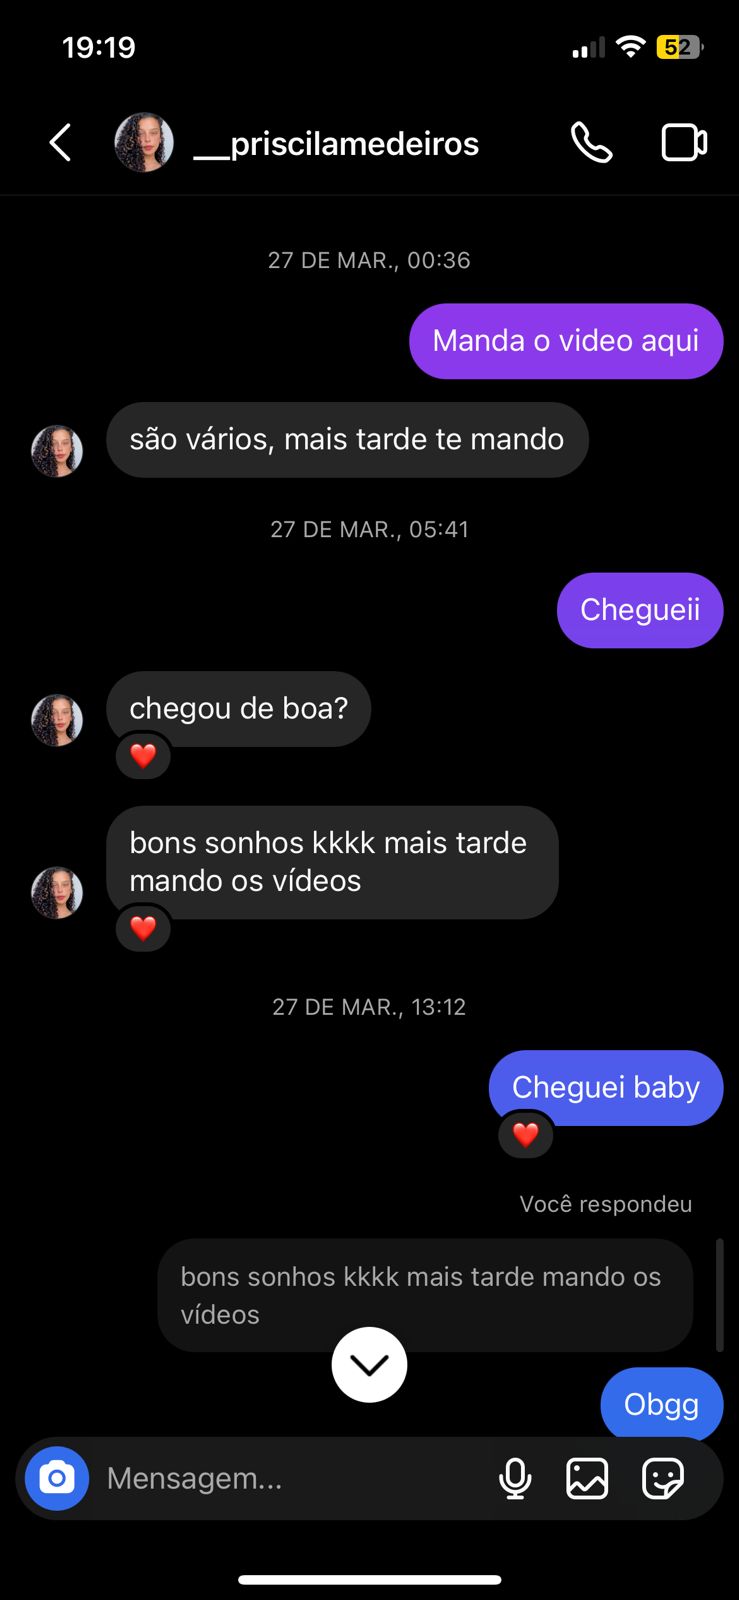 19:19
52
__priscilamedeiros
27 DE MAR., 00:36
Manda o video aqui
são vários, mais tarde te mando
27 DE MAR., 05:41
Chegueii
chegou de boa?
bons sonhos kkkk mais tarde
mando os vídeos
27 DE MAR., 13:12
Cheguei baby
Você respondeu
bons sonhos kkkk mais tarde mando os
vídeos
Obgg
Mensagem...